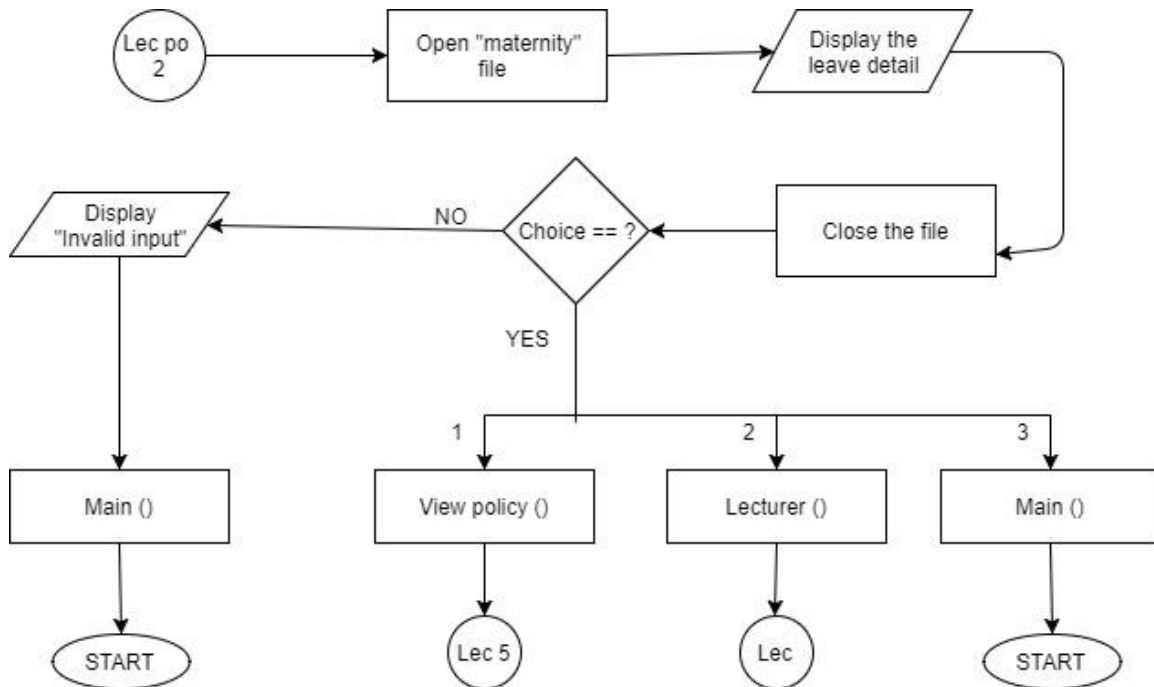 Lec po
2
Open "maternity"
file
Display the
leave detail
Display
"Invalid input"
NO
Choice == ?
Close the file
YES
1
2
3
Main ()
View policy ()
Lecturer ()
Main ()
START
Lec 5
Lec
START